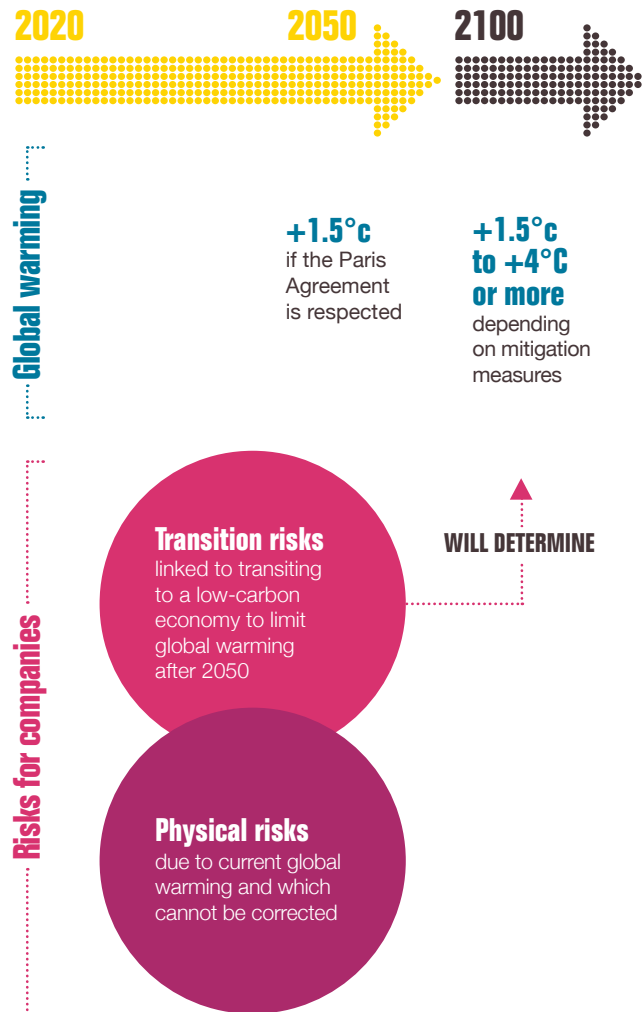 2020
2050
2100
Global warming
+1.5°c
if the Paris
Agreement
is respected
+1.5°c
to +4°C
or more
depending
on mitigation
measures
Risks for companies
Transition risks
linked to transiting
to a low-carbon
economy to limit
global warming
after 2050
WILL DETERMINE
Physical risks
due to current global
warming and which
cannot be corrected